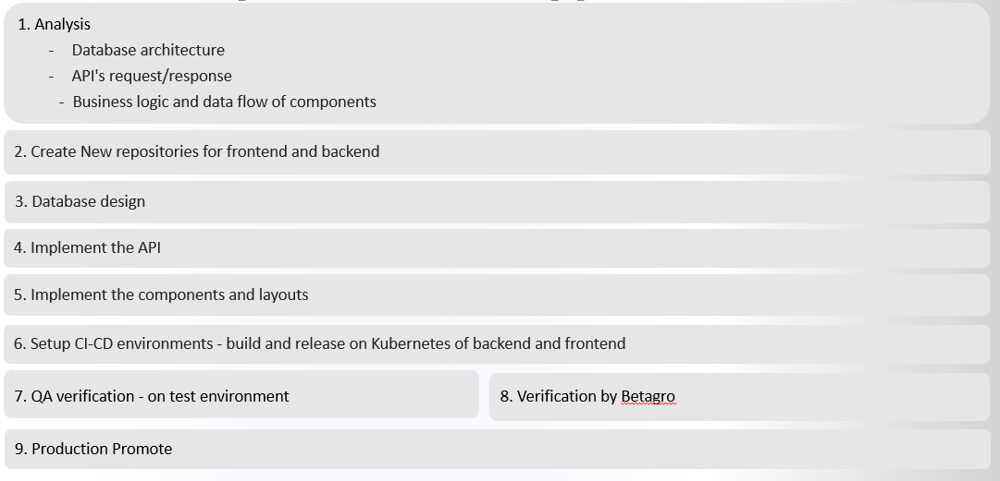 1. Analysis
- Database architecture
- API's request/response
- Business logic and data flow of components
2. Create New repositories for frontend and backend
3. Database design
4. Implement the API
5. Implement the components and layouts
6. Setup CI-CD environments - build and release on Kubernetes of backend and frontend
7. QA verification - on test environment
8. Verification by Betagro
9. Production Promote